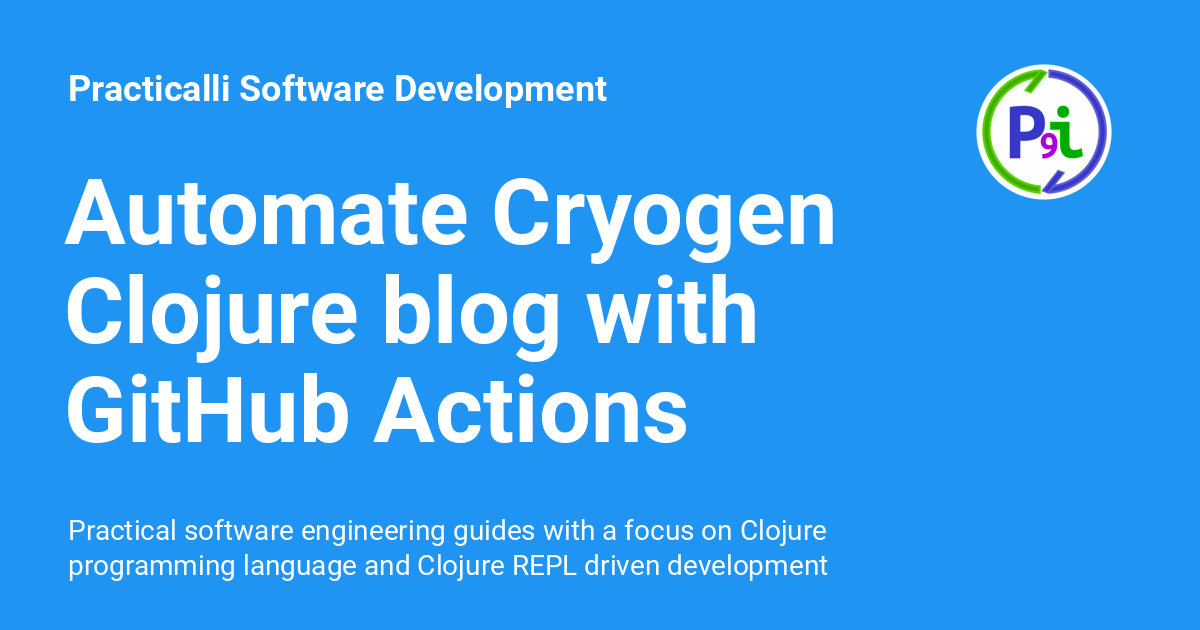 Practicalli Software Development
P9i
Automate Cryogen
Clojure blog with
GitHub Actions
Practical software engineering guides with a focus on Clojure
programming language and Clojure REPL driven development